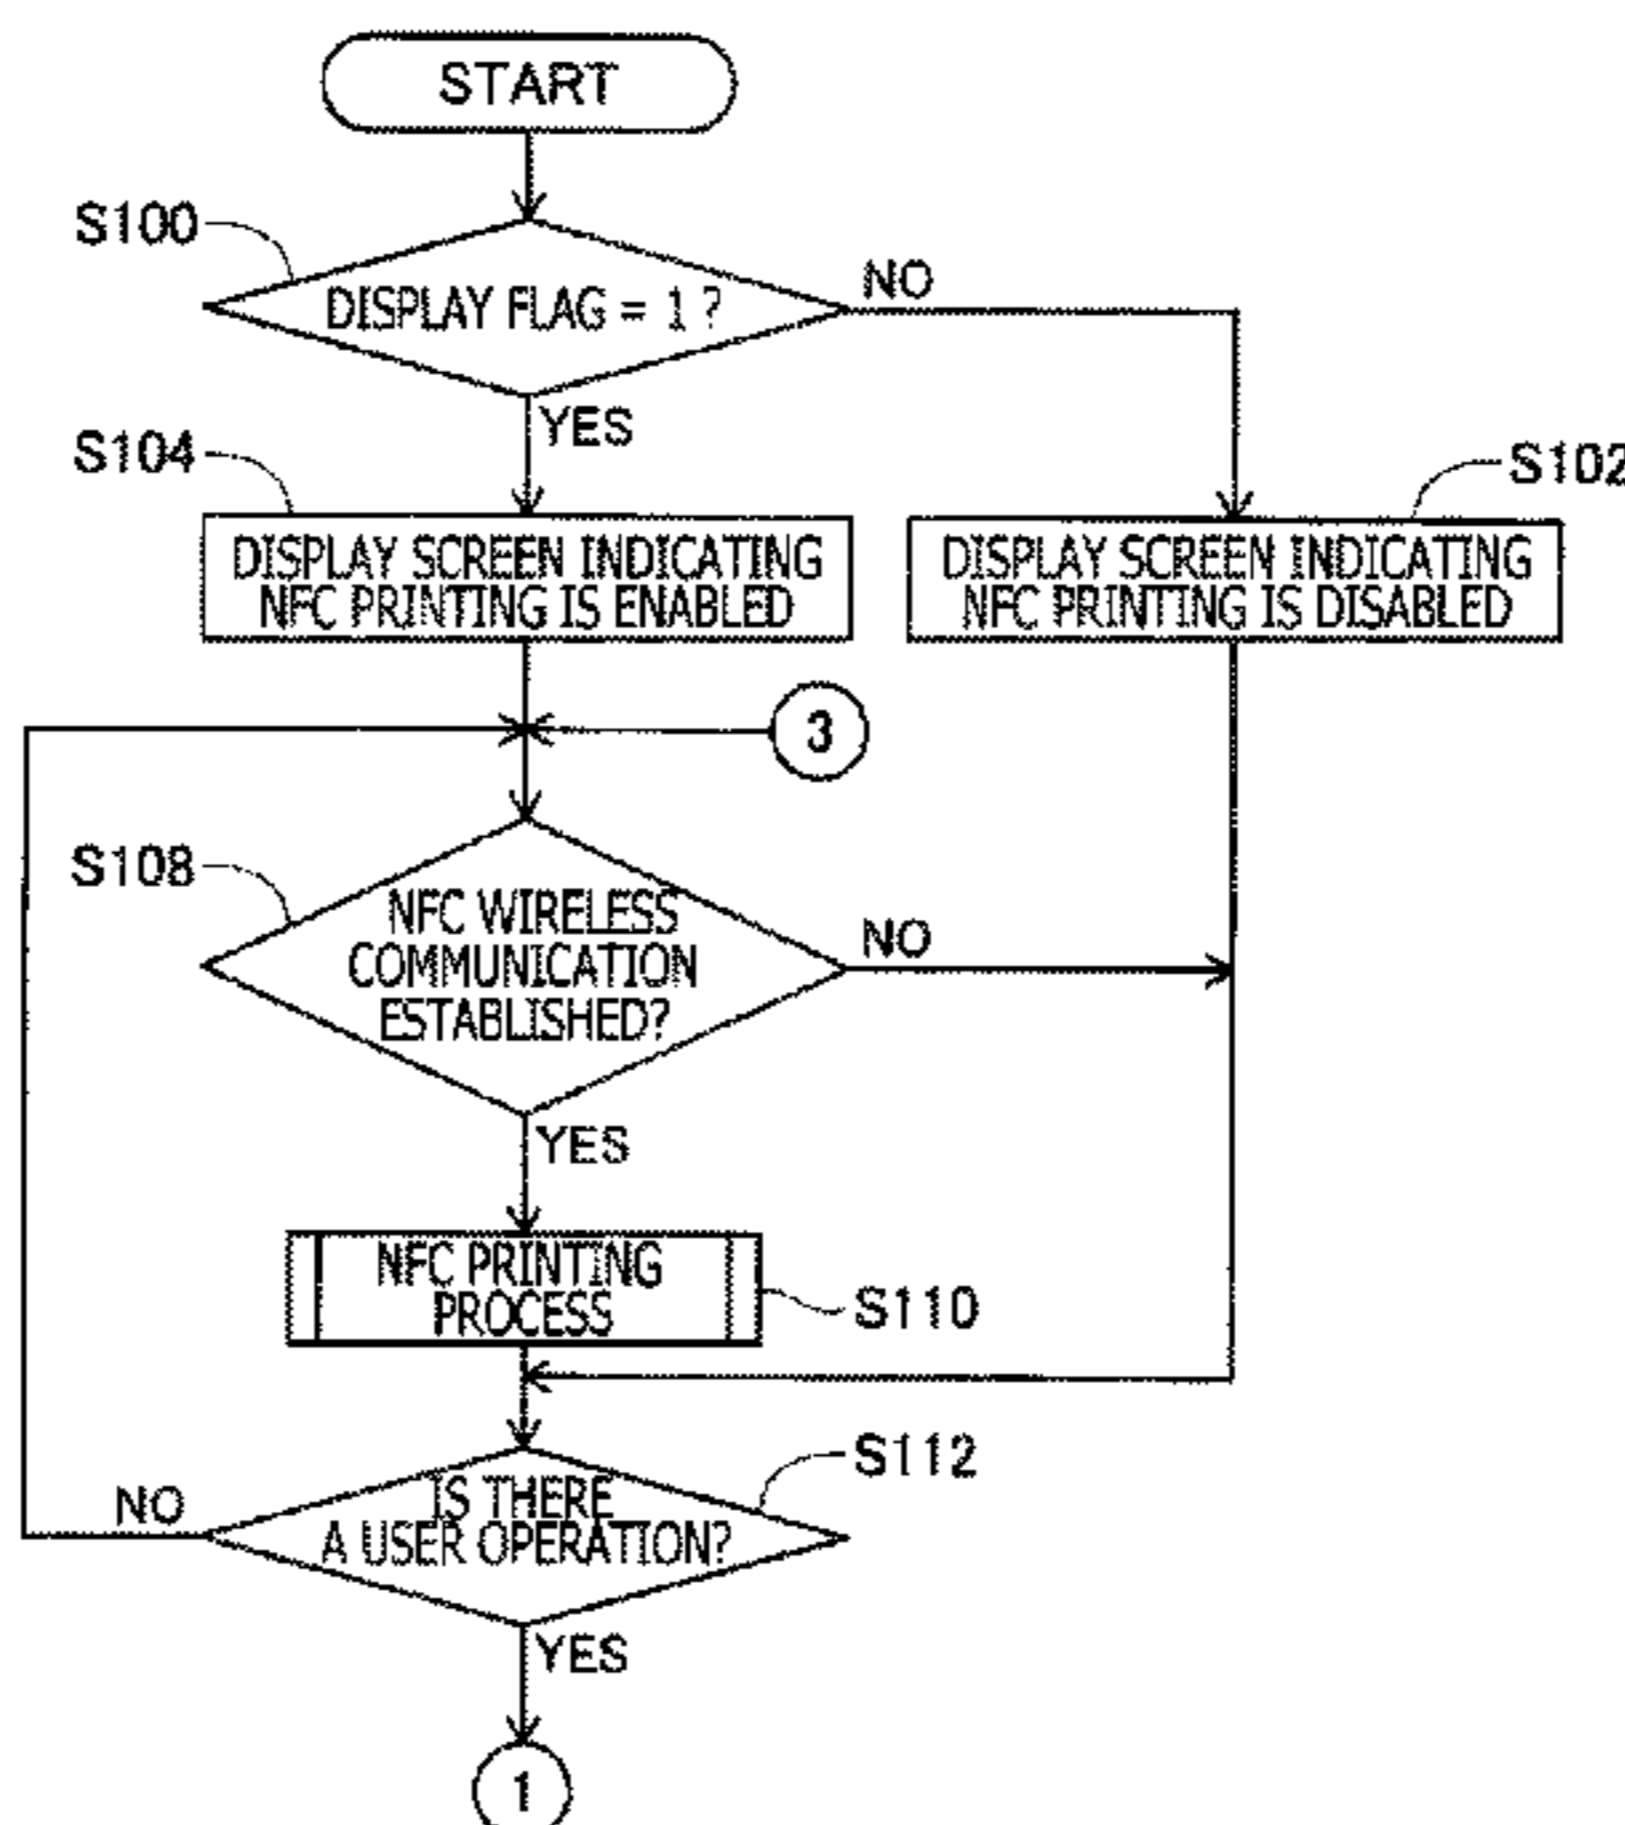 START
S100
DISPLAY FLAG = 1 ?
NO
YES
S104
S102
DISPLAY SCREEN INDICATING
NFC PRINTING IS ENABLED
DISPLAY SCREEN INDICATING
NFC PRINTING IS DISABLED
3
S108
NFC WIRELESS
COMMUNICATION
ESTABLISHED?
NO
YES
NFC PRINTING
PROCESS
S110
S112
IS THERE
A USER OPERATION?
NO
YES
1